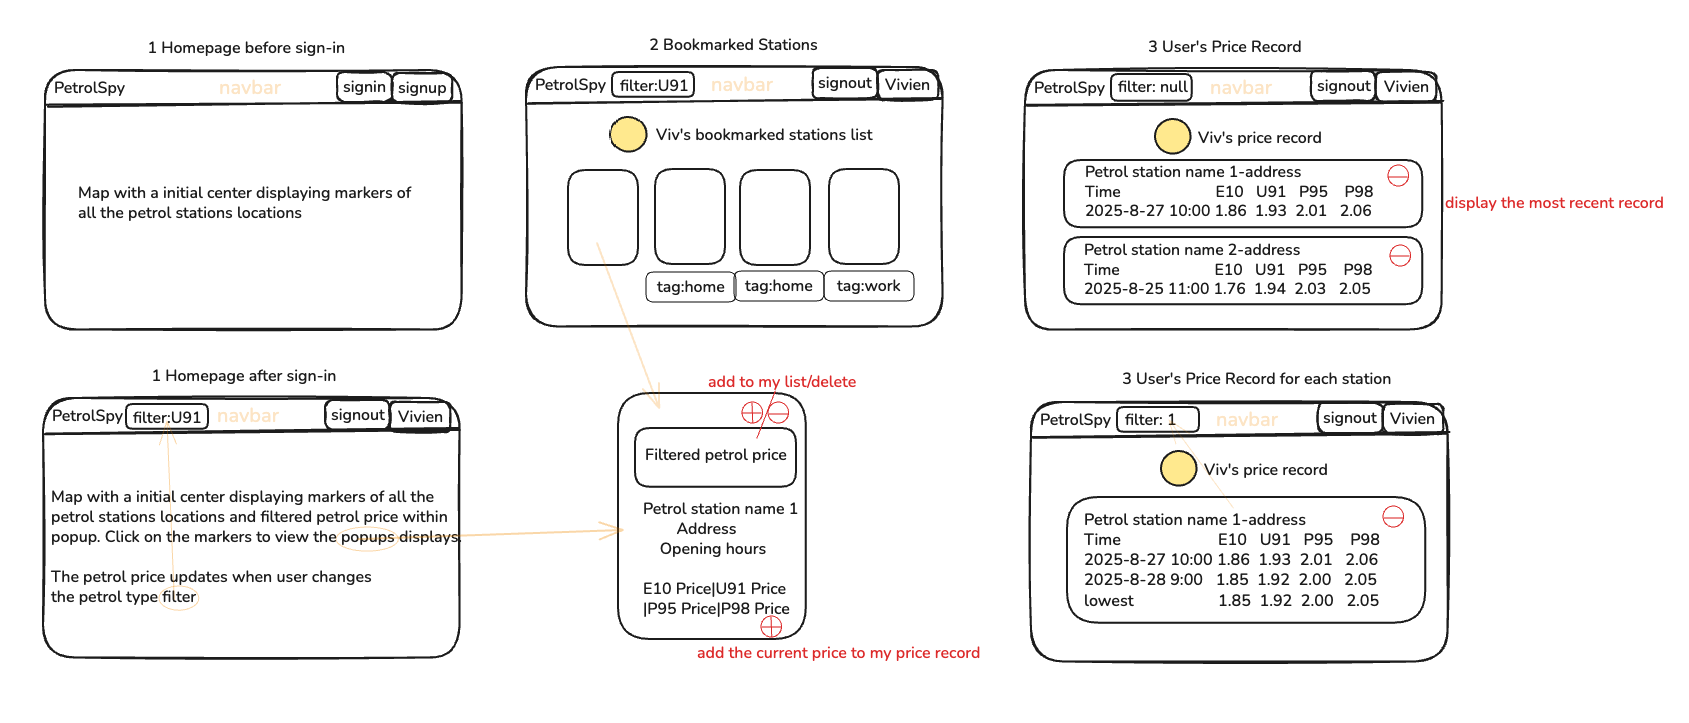 1 Homepage before sign-in
PetrolSpy
navbar
signin
signup
Map with a initial center displaying markers of
all the petrol stations locations
2 Bookmarked Stations
PetrolSpy
filter:U91
navbar
signout
Vivien
Viv's bookmarked stations list
tag:home
tag:home
tag:work
3 User's Price Record
PetrolSpy
filter: null
navbar
signout
Vivien
Viv's price record
Petrol station name 1-address
Time E10 U91 P95 P98
2025-8-27 10:00 1.86 1.93 2.01 2.06
display the most recent record
Petrol station name 2-address
Time E10 U91 P95 P98
2025-8-25 11:00 1.76 1.94 2.03 2.05
1 Homepage after sign-in
PetrolSpy
filter:U91
navbar
signout
Vivien
Map with a initial center displaying markers of all the
petrol stations locations and filtered petrol price within
popup. Click on the markers to view the popups displays.
The petrol price updates when user changes
the petrol type filter
add to my list/delete
Filtered petrol price
Petrol station name 1
Address
Opening hours
E10 Price|U91 Price
|P95 Price|P98 Price
add the current price to my price record
3 User's Price Record for each station
PetrolSpy
filter: 1
navbar
signout
Vivien
Viv's price record
Petrol station name 1-address
Time E10 U91 P95 P98
2025-8-27 10:00 1.86 1.93 2.01 2.06
2025-8-28 9:00 1.85 1.92 2.00 2.05
lowest 1.85 1.92 2.00 2.05